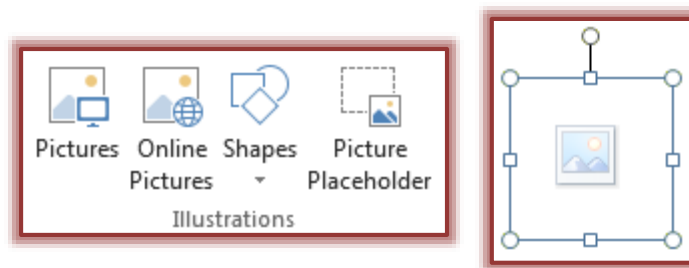 Pictures Online Shapes Picture
Pictures Placeholder
Illustrations